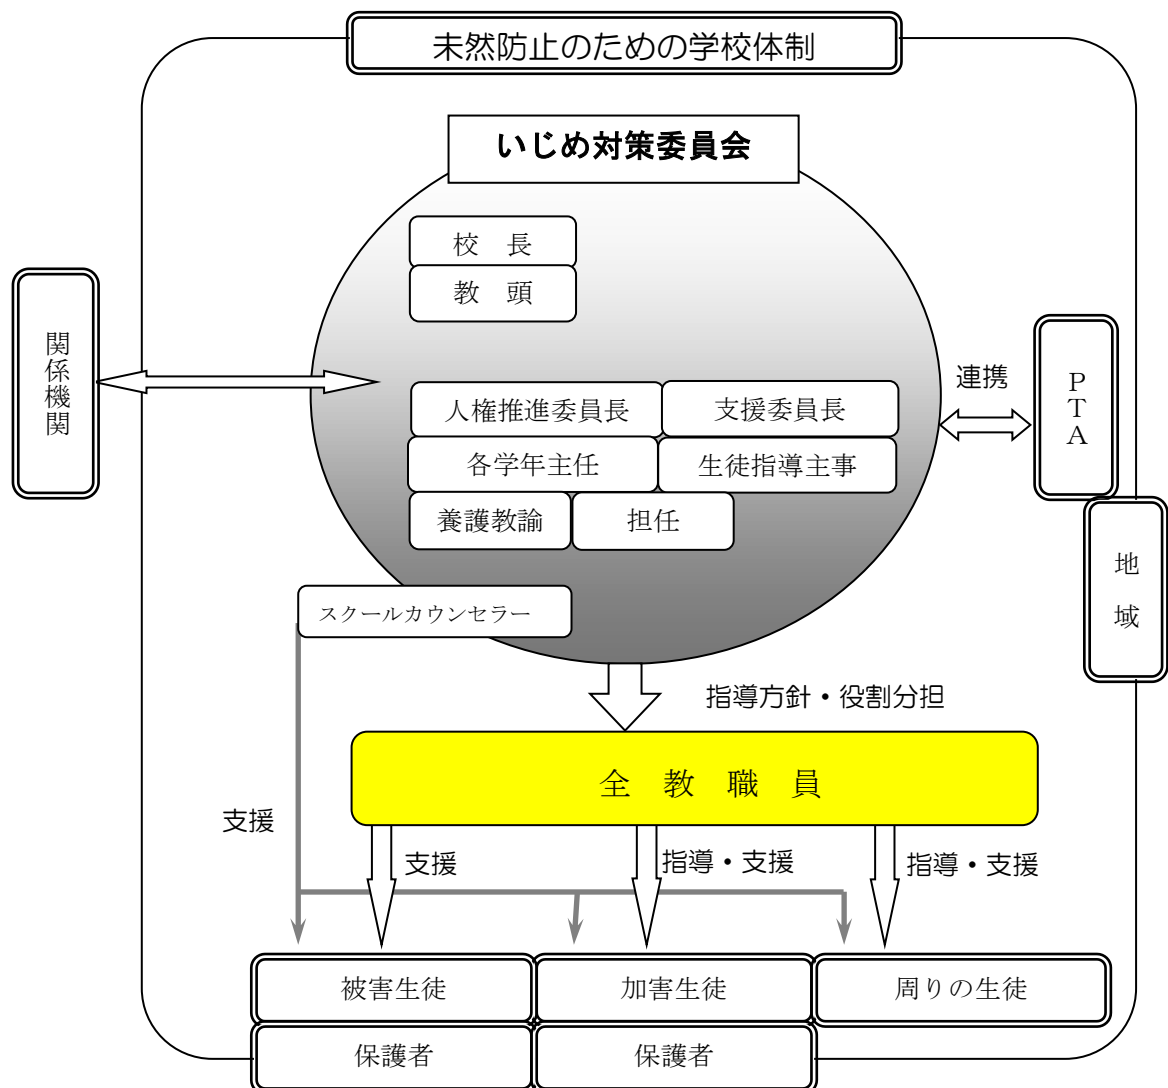 未然防止のための学校体制
いじめ対策委員会
校　長
教　頭
関係機関
人権推進委員長
支援委員長
連携
PTA
各学年主任
生徒指導主事
養護教諭
担任
地域
スクールカウンセラー
指導方針・役割分担
全　教　職　員
支援
支援
指導・支援
指導・支援
被害生徒
加害生徒
周りの生徒
保護者
保護者